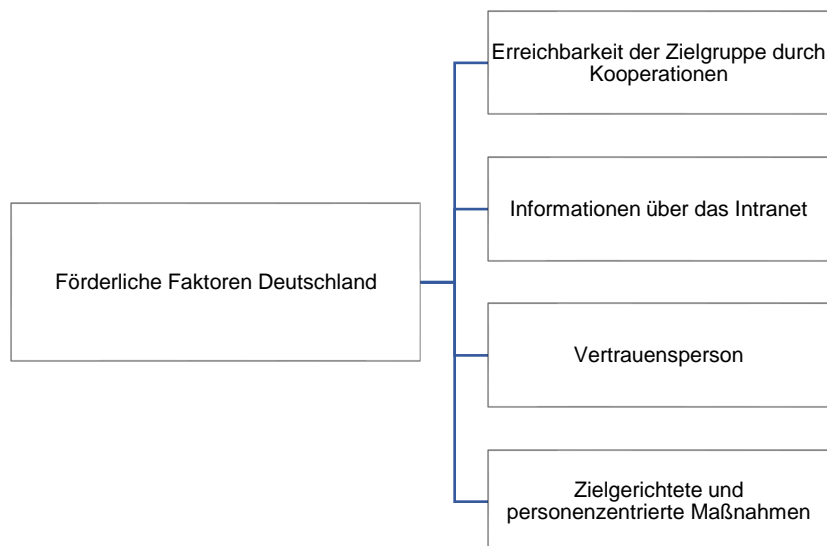 Förderliche Faktoren Deutschland
Erreichbarkeit der Zielgruppe durch
Kooperationen
Informationen über das Intranet
Vertrauensperson
Zielgerichtete und
personenzentrierte Maßnahmen